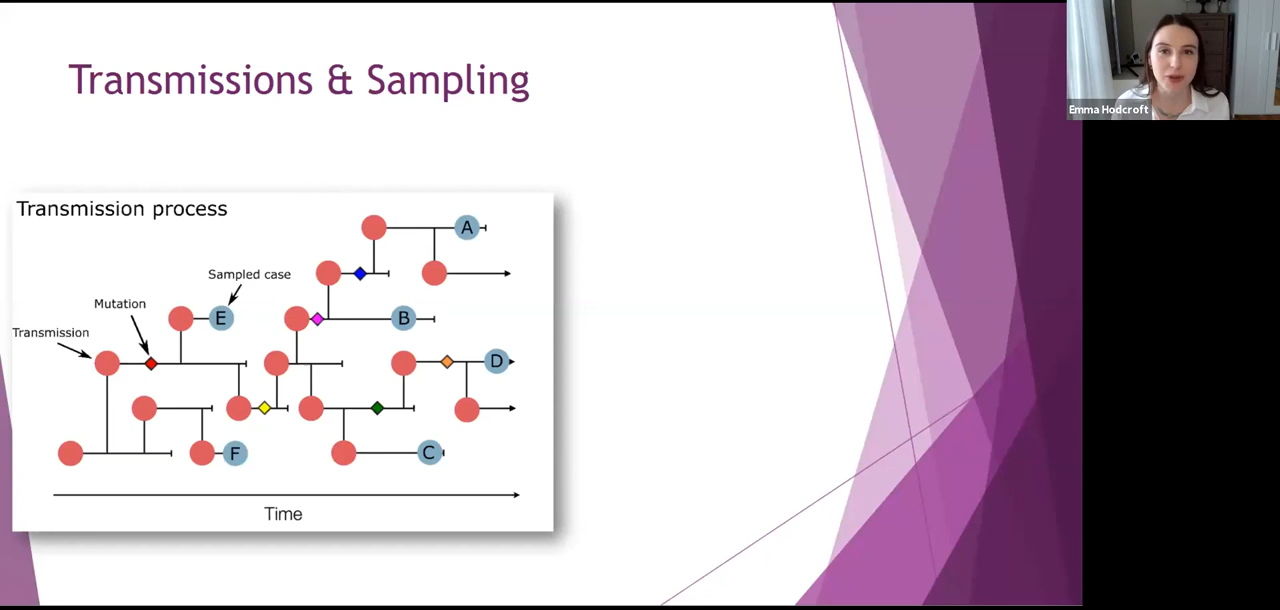 Transmissions & Sampling
Emma Hodcroft
Transmission process
A
Sampled case
Mutation
E
B
Transmission
D
F
C
Time